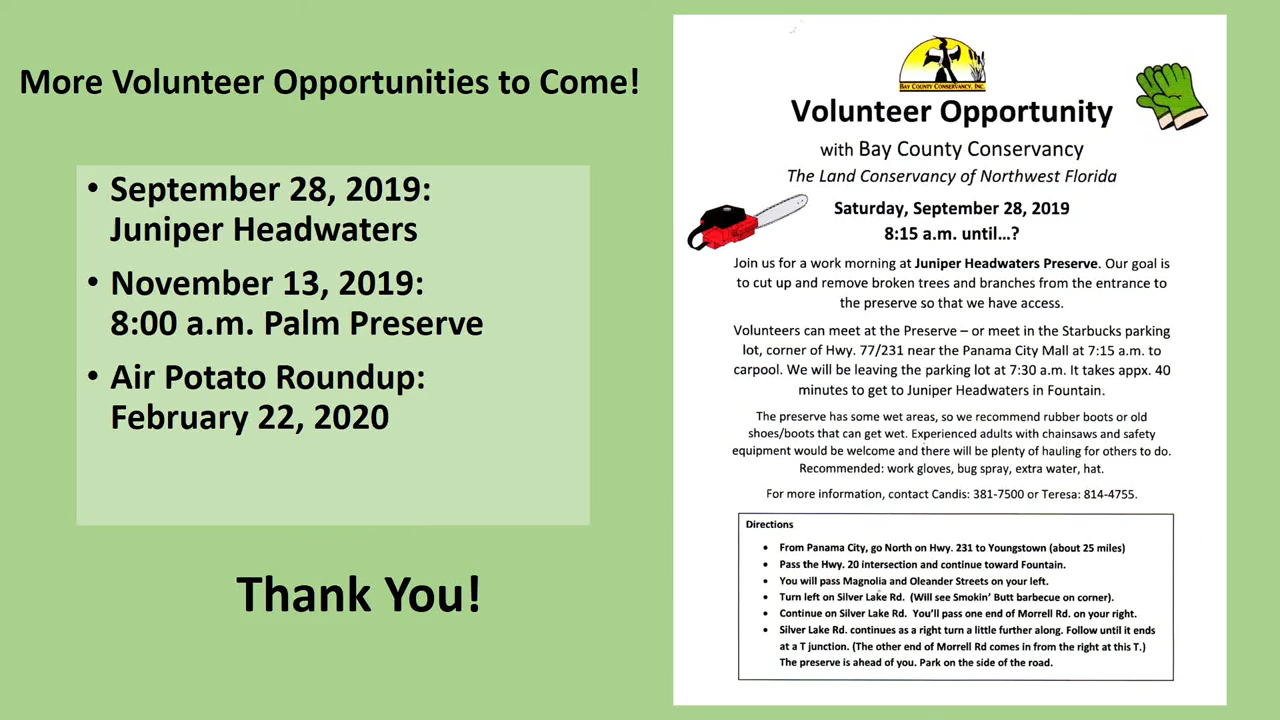 More Volunteer Opportunities to Come!
• September 28, 2019:
Juniper Headwaters
• November 13, 2019:
8:00 a.m. Palm Preserve
• Air Potato Roundup:
February 22, 2020
Thank You!
BAY COUNTY CONSERVANCY, INC.
Volunteer Opportunity
with Bay County Conservancy
The Land Conservancy of Northwest Florida
Saturday, September 28, 2019
8:15 a.m. until…?
Join us for a work morning at Juniper Headwaters Preserve. Our goal is
to cut up and remove broken trees and branches from the entrance to
the preserve so that we have access.
Volunteers can meet at the Preserve – or meet in the Starbucks parking
lot, corner of Hwy. 77/231 near the Panama City Mall at 7:15 a.m. to
carpool. We will be leaving the parking lot at 7:30 a.m. It takes appx. 40
minutes to get to Juniper Headwaters in Fountain.
The preserve has some wet areas, so we recommend rubber boots or old
shoes/boots that can get wet. Experienced adults with chainsaws and safety
equipment would be welcome and there will be plenty of hauling for others to do.
Recommended: work gloves, bug spray, extra water, hat.
For more information, contact Candis: 381-7500 or Teresa: 814-4755.
Directions
• From Panama City, go North on Hwy. 231 to Youngstown (about 25 miles)
• Pass the Hwy. 20 intersection and continue toward Fountain.
• You will pass Magnolia and Oleander Streets on your left.
• Turn left on Silver Lake Rd. (Will see Smokin' Butt barbecue on corner).
• Continue on Silver Lake Rd. You'll pass one end of Morrell Rd. on your right.
• Silver Lake Rd. continues as a right turn a little further along. Follow until it ends
at a T junction. (The other end of Morrell Rd comes in from the right at this T.)
The preserve is ahead of you. Park on the side of the road.